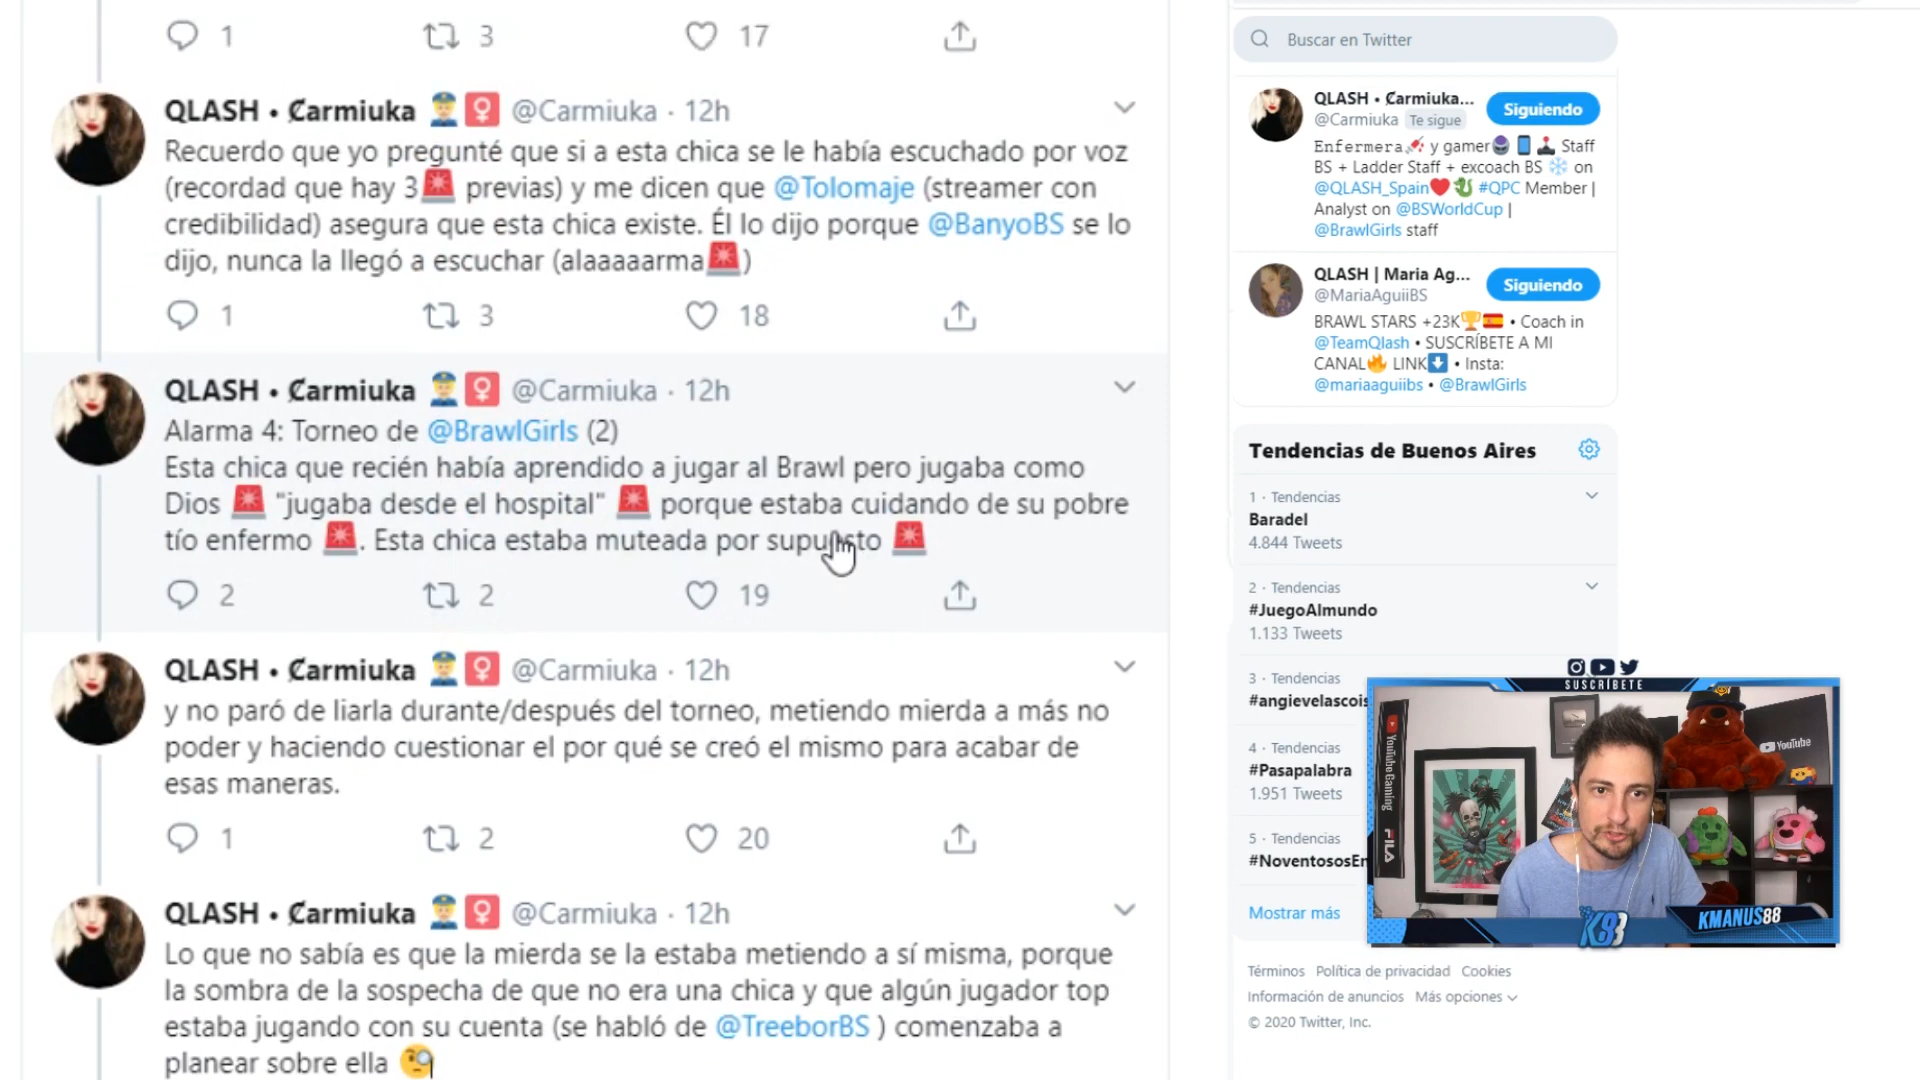 1 3 17
QLASH • Ȼarmiuka @Carmiuka · 12h
Recuerdo que yo pregunté que si a esta chica se le había escuchado por voz
(recordad que hay 3🚨 previas) y me dicen que @Tolomaje (streamer con
credibilidad) asegura que esta chica existe. Él lo dijo porque @BanyoBS se lo
dijo, nunca la llegó a escuchar (alaaaaarma🚨)
1 3 18
QLASH • Ȼarmiuka @Carmiuka · 12h
Alarma 4: Torneo de @BrawlGirls (2)
Esta chica que recién había aprendido a jugar al Brawl pero jugaba como
Dios 🚨 "jugaba desde el hospital" 🚨 porque estaba cuidando de su pobre
tío enfermo 🚨. Esta chica estaba muteada por supuesto 🚨
2 2 19
QLASH • Ȼarmiuka @Carmiuka · 12h
y no paró de liarla durante/después del torneo, metiendo mierda a más no
poder y haciendo cuestionar el por qué se creó el mismo para acabar de
esas maneras.
1 2 20
QLASH • Ȼarmiuka @Carmiuka · 12h
Lo que no sabía es que la mierda se la estaba metiendo a sí misma, porque
la sombra de la sospecha de que no era una chica y que algún jugador top
estaba jugando con su cuenta (se habló de @TreeborBS ) comenzaba a
planear sobre ella 🧐
Buscar en Twitter
QLASH • Ȼarmiuka...
Siguiendo
@Carmiuka Te sigue
Enfermera y gamer Staff
BS + Ladder Staff + excoach BS ❄ on
@QLASH_Spain❤ #QPC Member |
Analyst on @BSWorldCup |
@BrawlGirls staff
QLASH | Maria Ag...
Siguiendo
@MariaAguiiBS
BRAWL STARS +23K🏆🇪🇸 • Coach in
@TeamQlash • SUSCRÍBETE A MI
CANAL🔥 LINK⬇ • Insta:
@mariaaguiibs • @BrawlGirls
Tendencias de Buenos Aires
1 · Tendencias
Baradel
4.844 Tweets
2 · Tendencias
#JuegoAlmundo
1.133 Tweets
3 · Tendencias
#angievelascois
4 · Tendencias
#Pasapalabra
1.951 Tweets
5 · Tendencias
#NoventososEn
Mostrar más
Términos Política de privacidad Cookies
Información de anuncios Más opciones
© 2020 Twitter, Inc.
SUSCRÍBETE
YouTube Gaming
FILA
YouTube
K88
KMANUS88